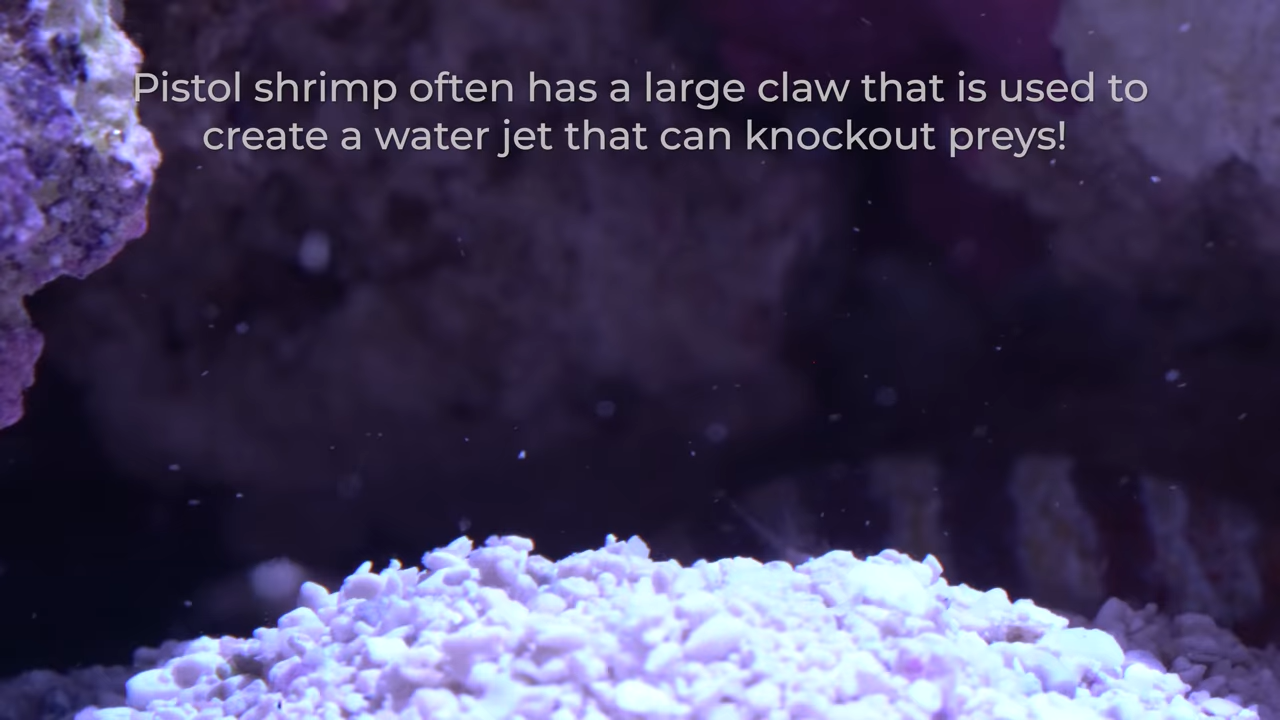 Pistol shrimp often has a large claw that is used to
create a water jet that can knockout preys!